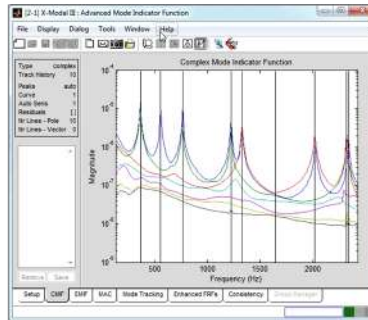 [2-1] X-Modal III : Advanced Mode Indicator Function
File Display Dialog Tools Window Help
Type complex
Track history 10
Peaks auto
Curve 1
Auto Sens 1
Residuals [ ]
Nr Lines - Pole 10
Nr Lines - Vector 0
Remove Save
Complex Mode Indicator Function
Magnitude
500 1000 1500 2000
Frequency (Hz)
Setup CMIF EMIF MAC Mode Tracking Enhanced FRFs Consistency